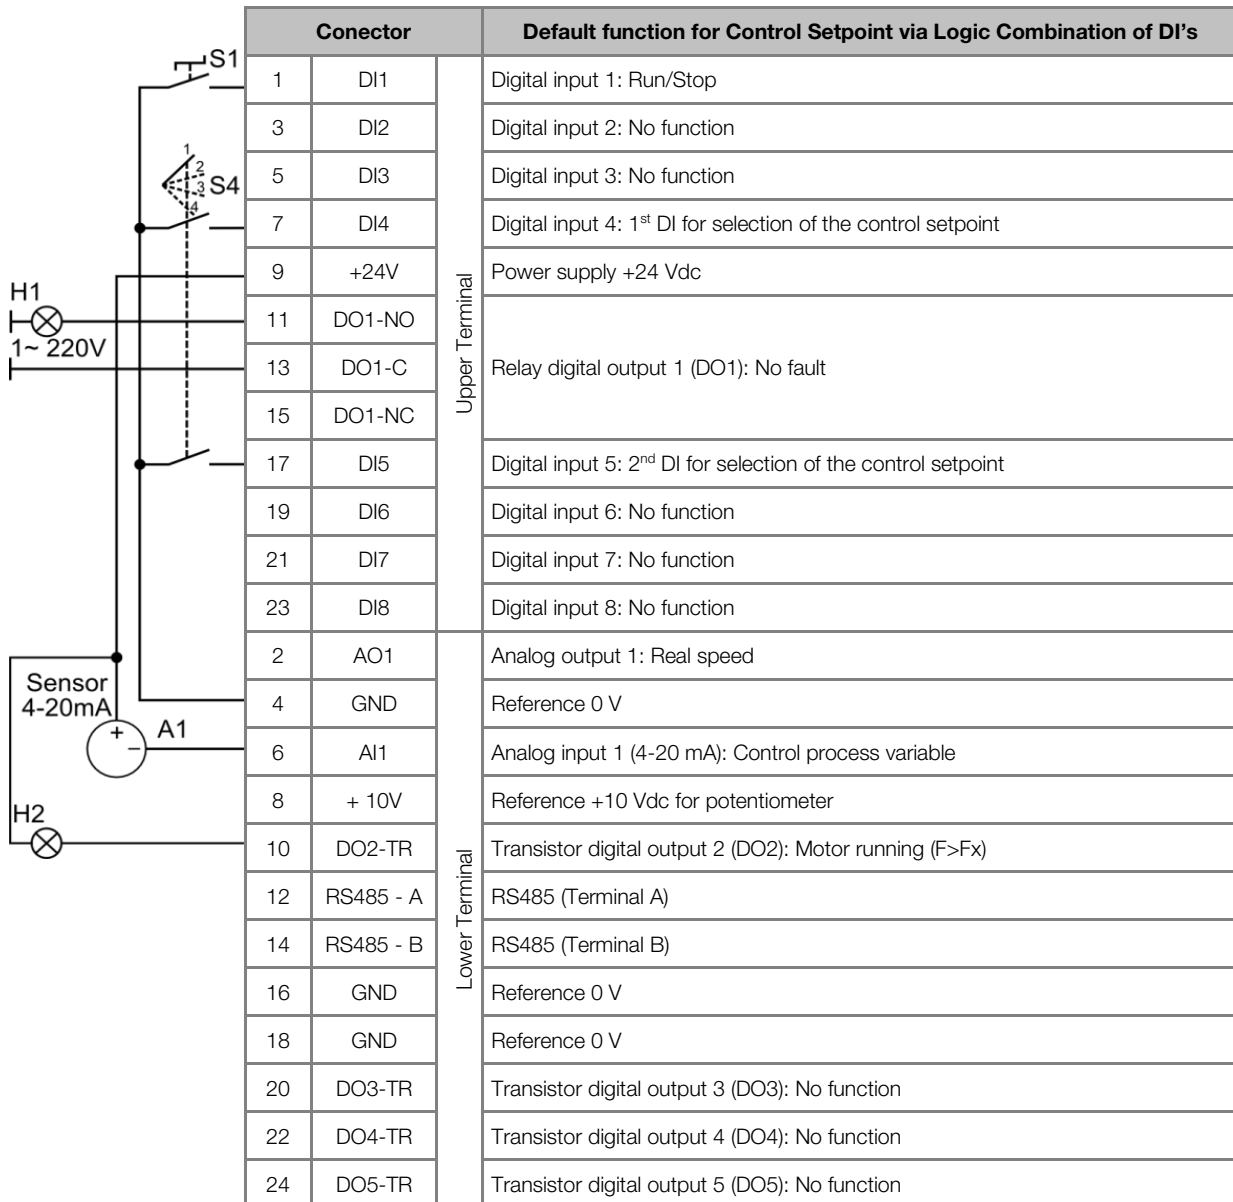 Conector Default function for Control Setpoint via Logic Combination of DI's
S1
1 DI1 Digital input 1: Run/Stop
3 DI2 Digital input 2: No function
1
2
3
4
S4
5 DI3 Digital input 3: No function
7 DI4 Digital input 4: 1st DI for selection of the control setpoint
9 +24V Power supply +24 Vdc
Upper Terminal
H1
11 DO1-NO
1~ 220V
13 DO1-C Relay digital output 1 (DO1): No fault
15 DO1-NC
17 DI5 Digital input 5: 2nd DI for selection of the control setpoint
19 DI6 Digital input 6: No function
21 DI7 Digital input 7: No function
23 DI8 Digital input 8: No function
2 AO1 Analog output 1: Real speed
Sensor
4-20mA
4 GND Reference 0 V
+
−
A1
6 AI1 Analog input 1 (4-20 mA): Control process variable
8 + 10V Reference +10 Vdc for potentiometer
H2
10 DO2-TR Transistor digital output 2 (DO2): Motor running (F>Fx)
Lower Terminal
12 RS485 - A RS485 (Terminal A)
14 RS485 - B RS485 (Terminal B)
16 GND Reference 0 V
18 GND Reference 0 V
20 DO3-TR Transistor digital output 3 (DO3): No function
22 DO4-TR Transistor digital output 4 (DO4): No function
24 DO5-TR Transistor digital output 5 (DO5): No function